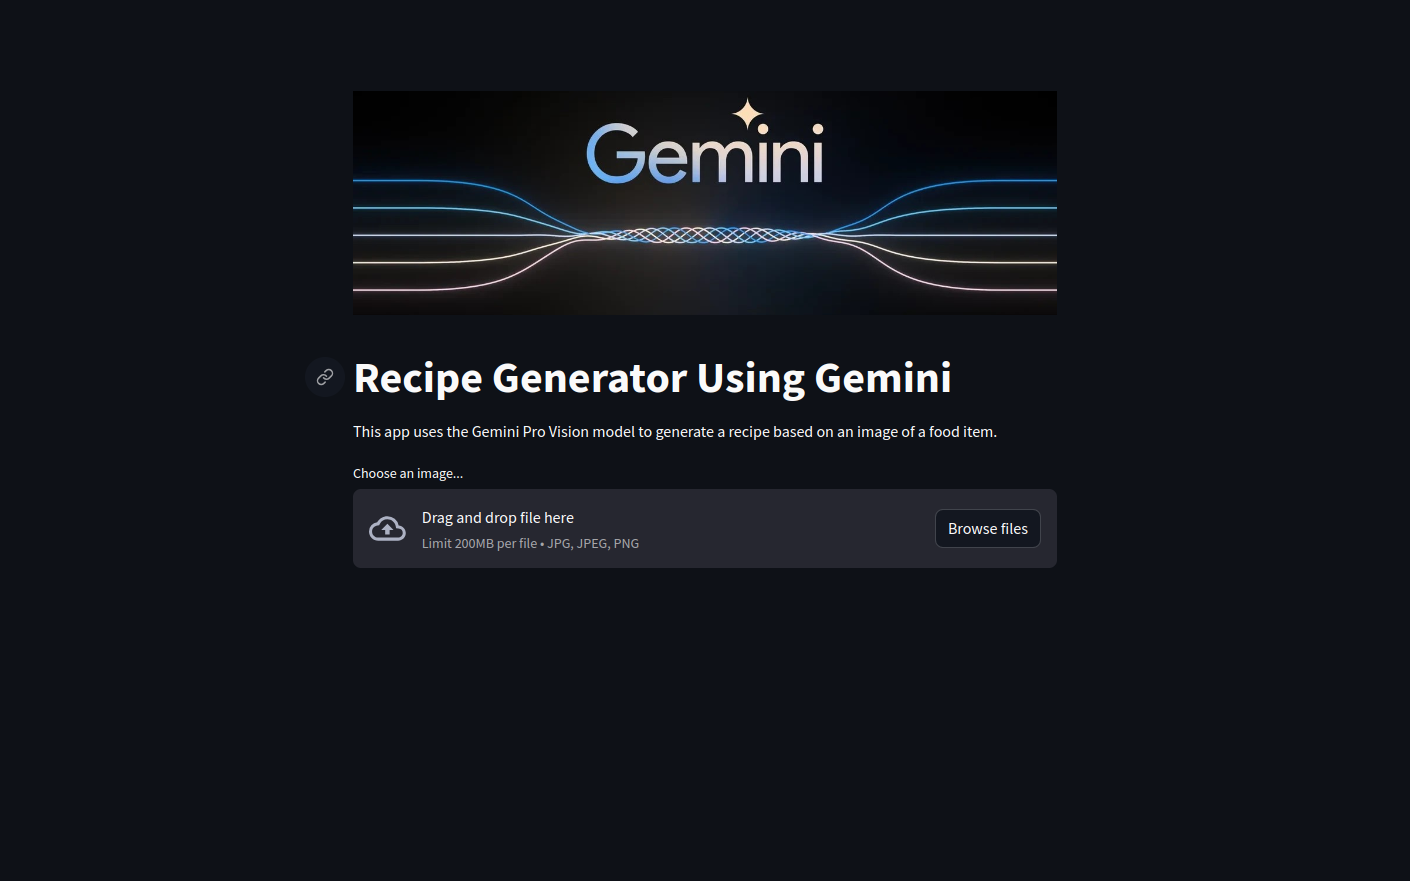 Gemini
Recipe Generator Using Gemini
This app uses the Gemini Pro Vision model to generate a recipe based on an image of a food item.
Choose an image...
Drag and drop file here
Limit 200MB per file • JPG, JPEG, PNG
Browse files